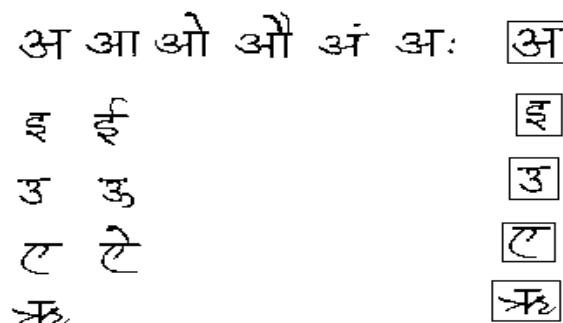 अ आ ओ औ अं अः अ
इ ई इ
उ ऊ उ
ए ऐ ए
ऋ ऋ